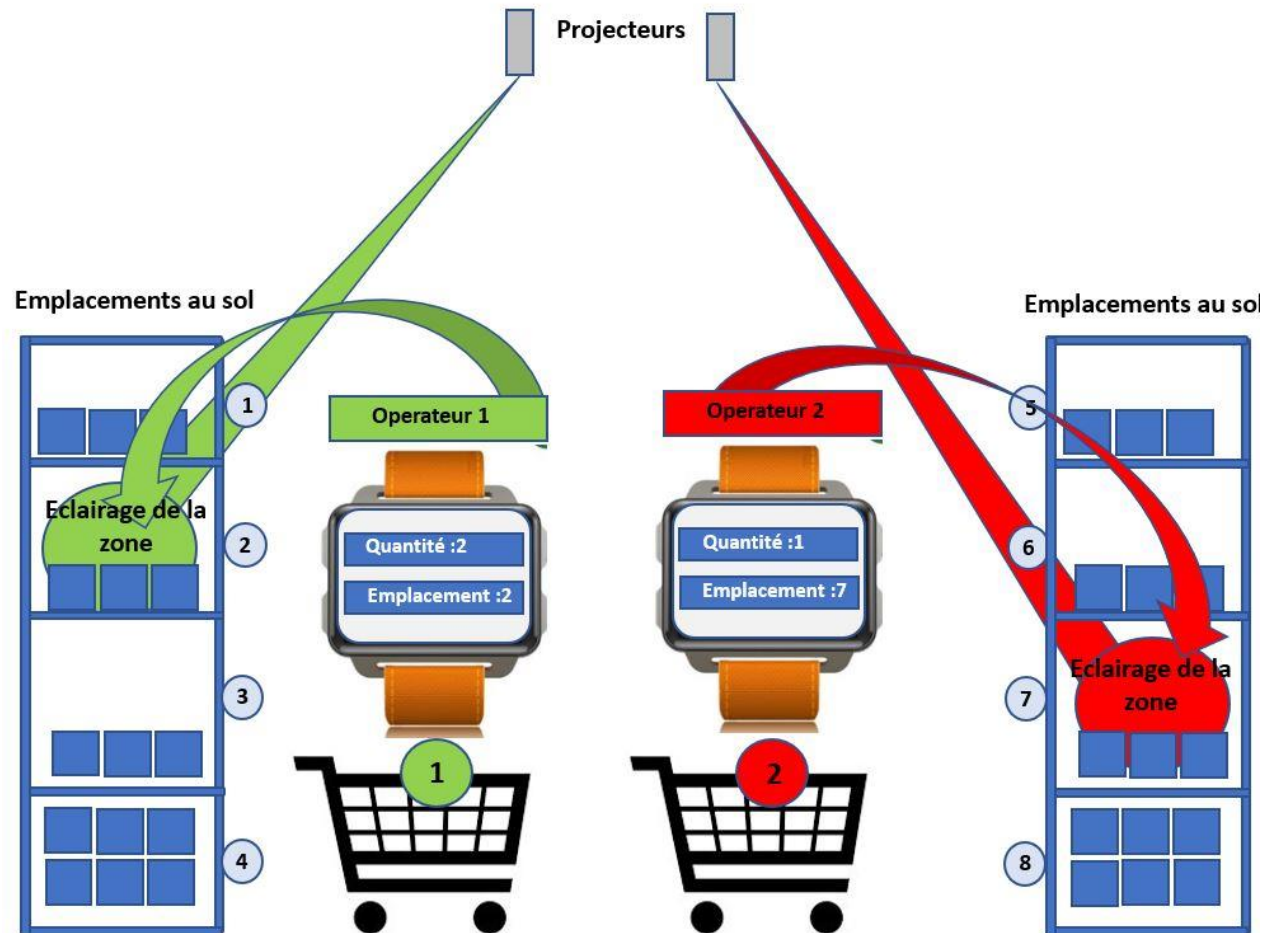 Projecteurs
Emplacements au sol
Emplacements au sol
1
Operateur 1
Operateur 2
5
Eclairage de la
zone
2
Quantité :2
Emplacement :2
Quantité :1
Emplacement :7
6
3
Eclairage de la
zone
7
1
2
4
8